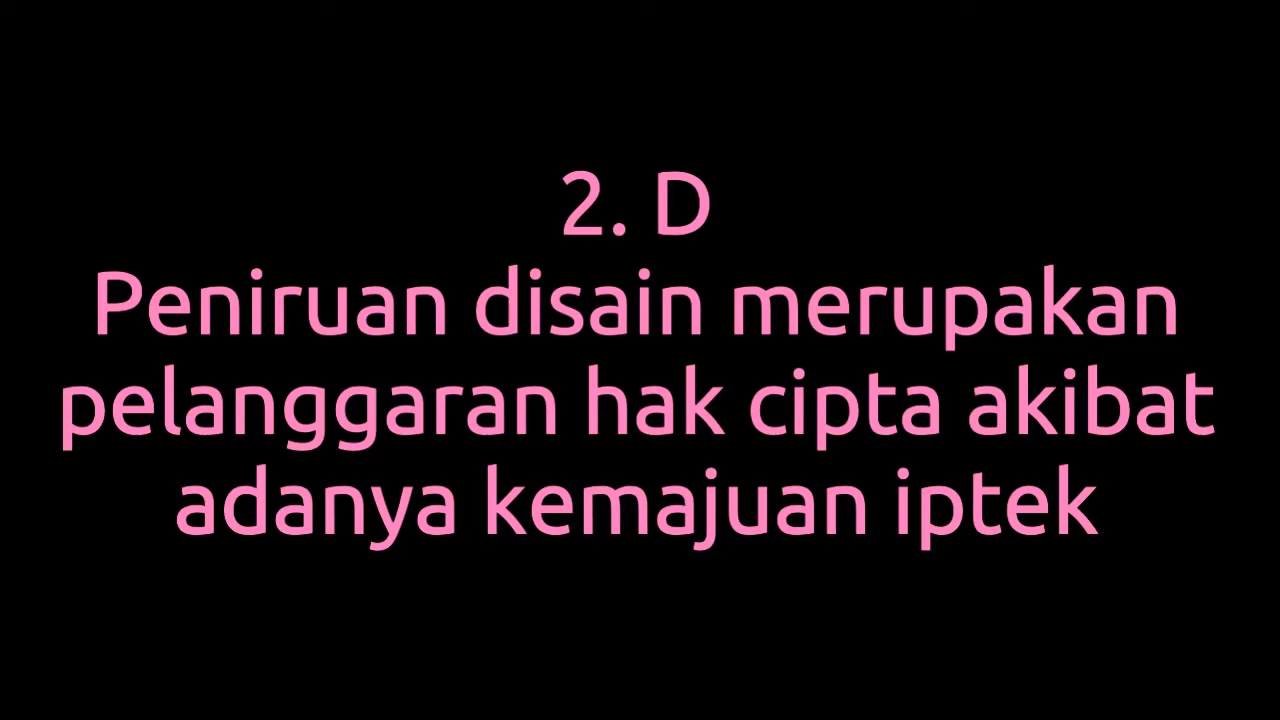 2. D
Peniruan disain merupakan
pelanggaran hak cipta akibat
adanya kemajuan iptek